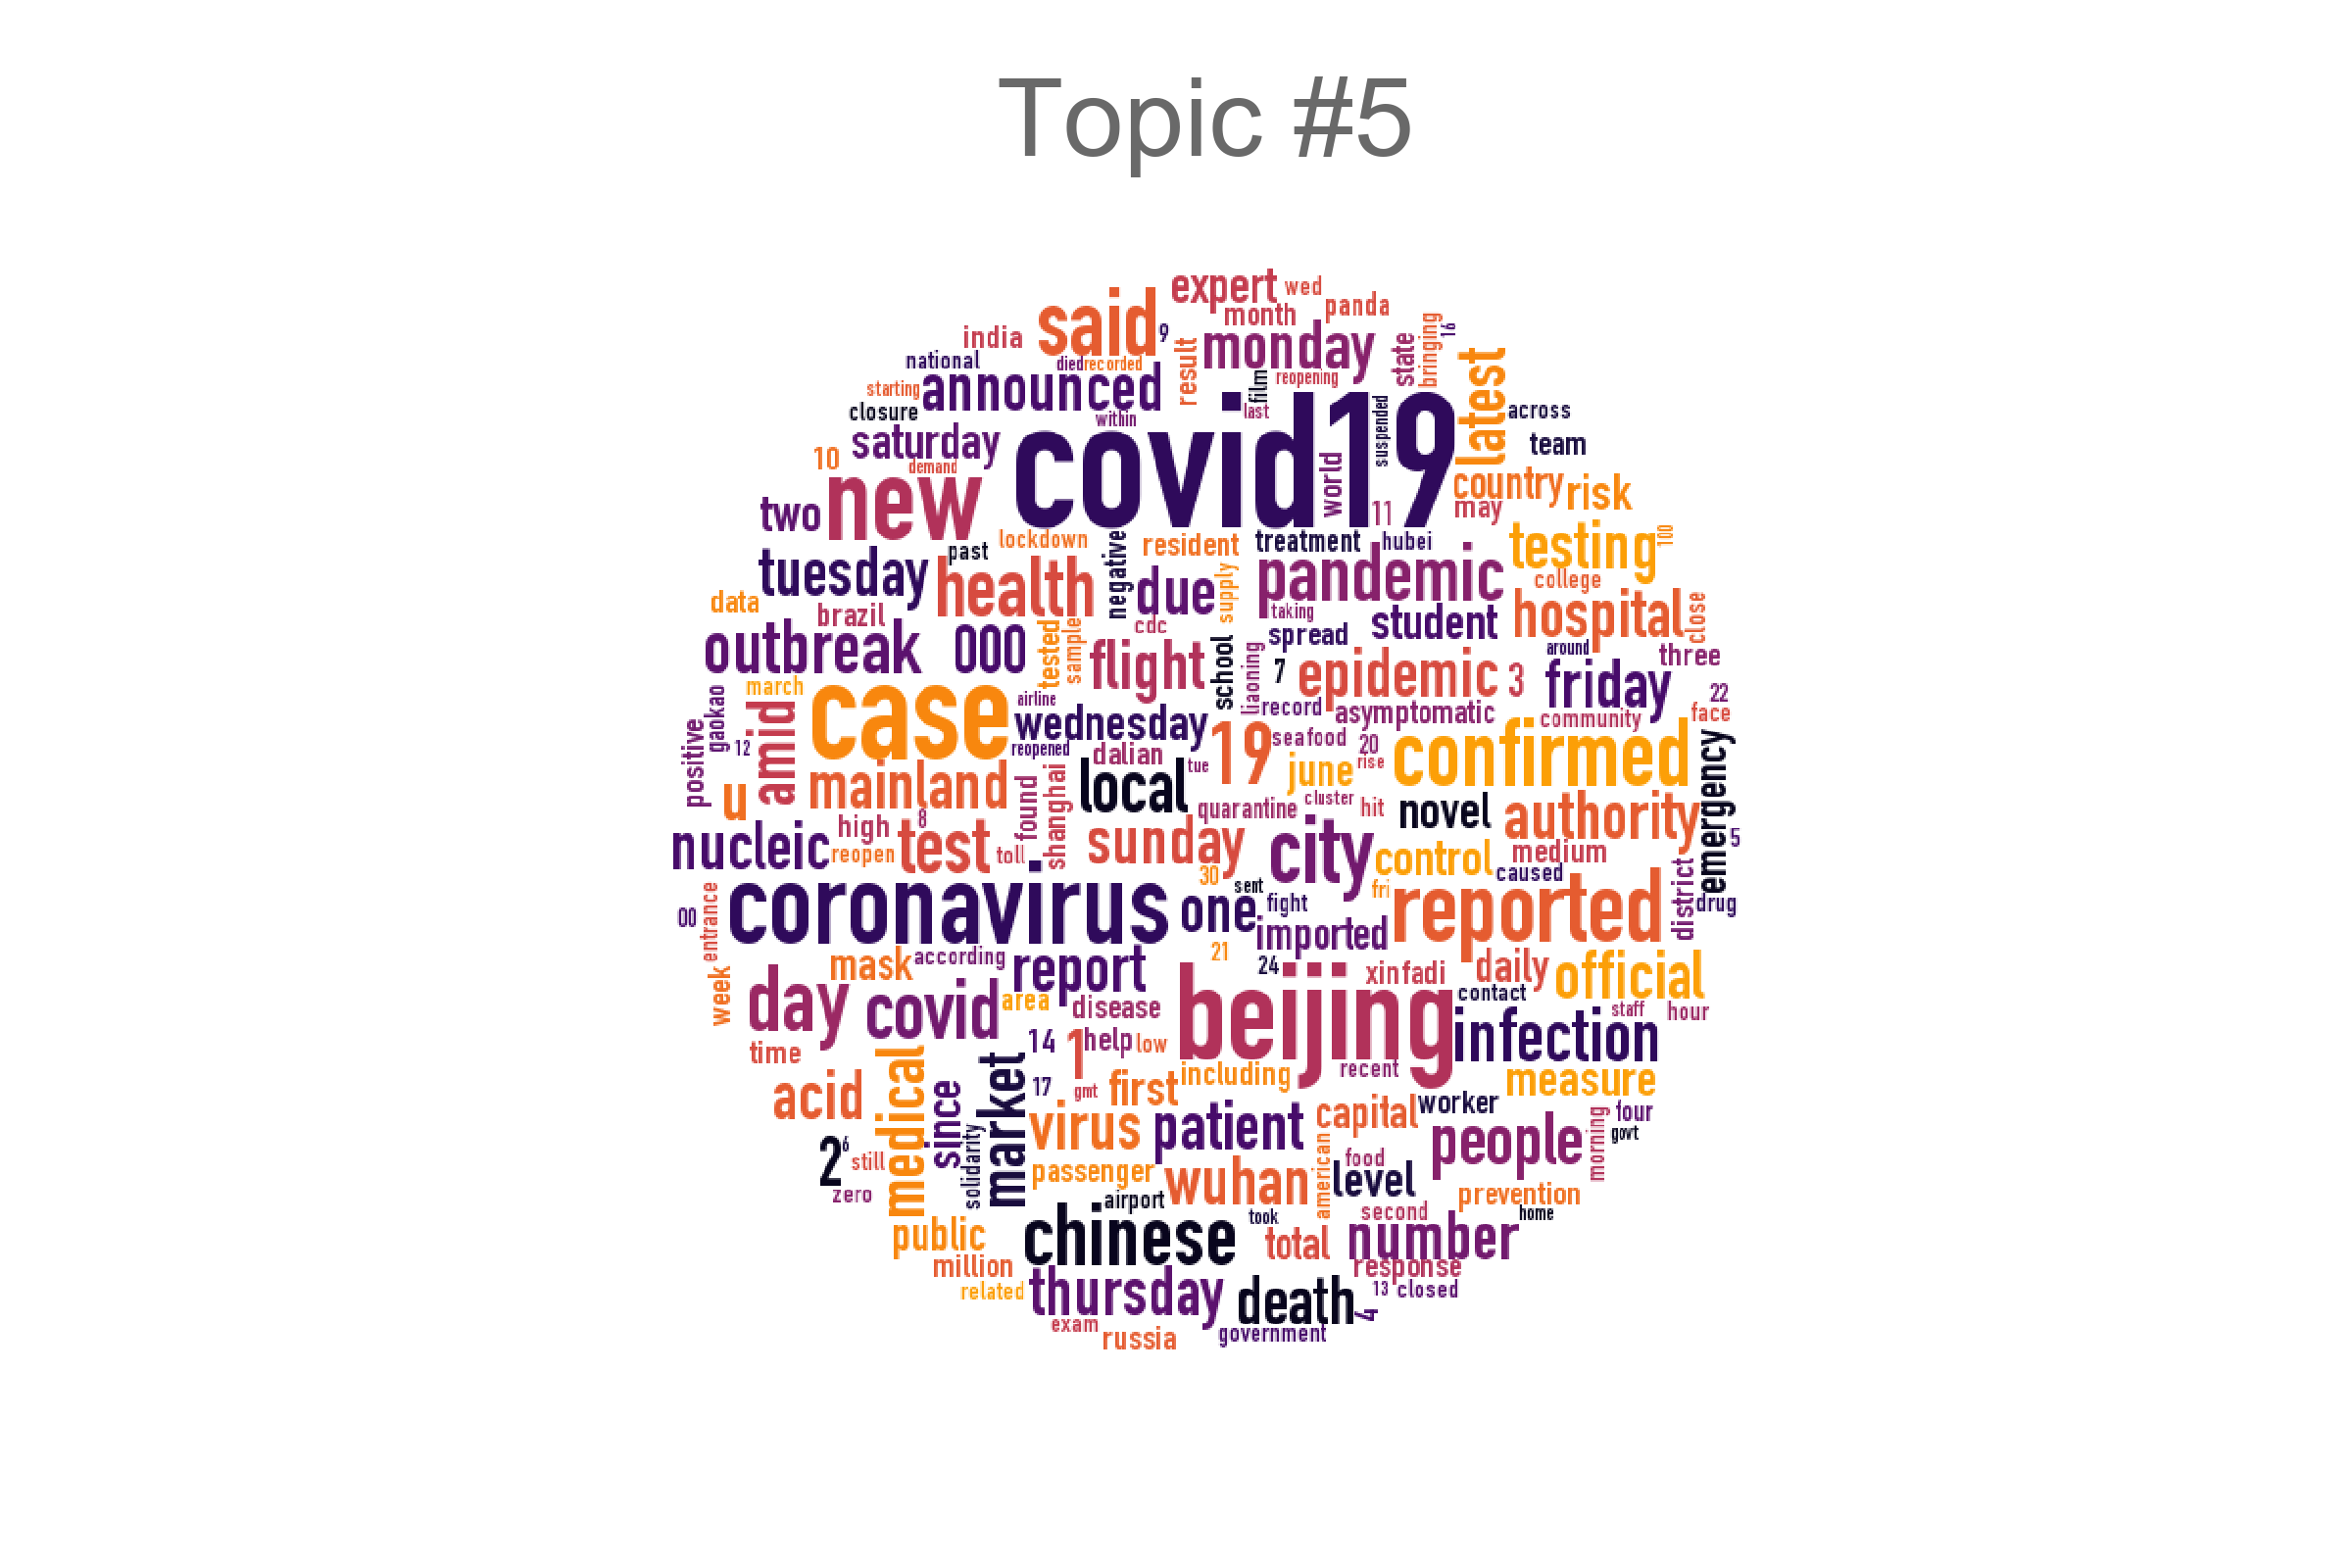 Topic #5
expert wed
said 9 month panda
india monday state bringing 16
national died recorded result
starting announced film reopening latest
closure within last suspended across
saturday covid19 team
10 demand world country risk
two new 11 may
past lockdown negative resident treatment hubei testing 100
tuesday health due supply pandemic college
data brazil cdc taking student hospital close
outbreak 000 tested sample flight school spread around three
liaoning 7 epidemic 3 friday 22
march case airline record asymptomatic community face
positive gaokao 12 amid wednesday reopened dalian 19 seafood 20 confirmed emergency
mainland local tue june rise
u found shanghai quarantine cluster hit novel authority
nucleic high 8 test toll sunday city control medium 5
reopen 30 fri caused
coronavirus sent one fight reported district drug
00 entrance imported
week mask according report 21 24 xinfadi daily official
day covid area disease beijing contact staff hour
time 14 1 help low infection
acid medical since market 17 gmt first including recent measure
2 6 still solidarity virus patient capital worker four govt
passenger american food people morning
zero wuhan level prevention
airport took second home
public chinese total number
million response
related thursday death 4 13 closed
exam russia government